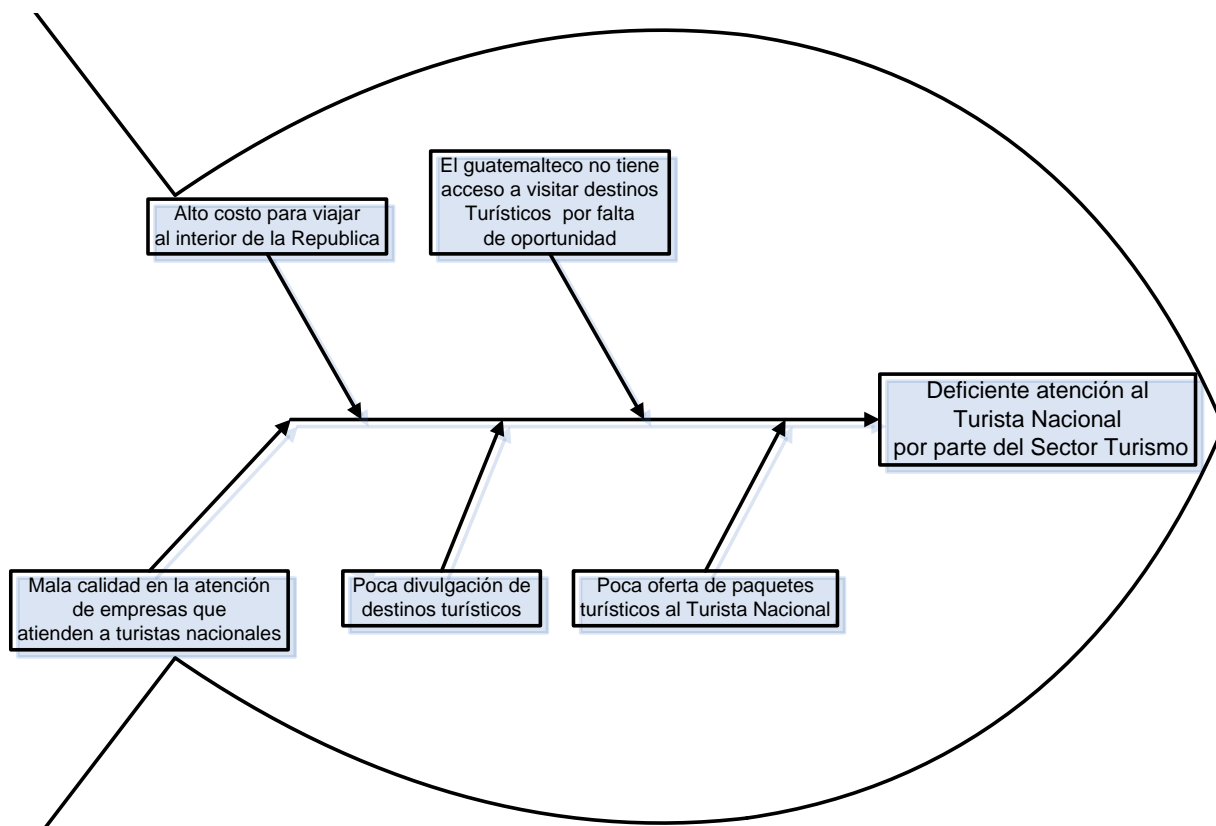 El guatemalteco no tiene
acceso a visitar destinos
Turísticos por falta
de oportunidad
Alto costo para viajar
al interior de la Republica
Deficiente atención al
Turista Nacional
por parte del Sector Turismo
Mala calidad en la atención
de empresas que
atienden a turistas nacionales
Poca divulgación de
destinos turísticos
Poca oferta de paquetes
turísticos al Turista Nacional